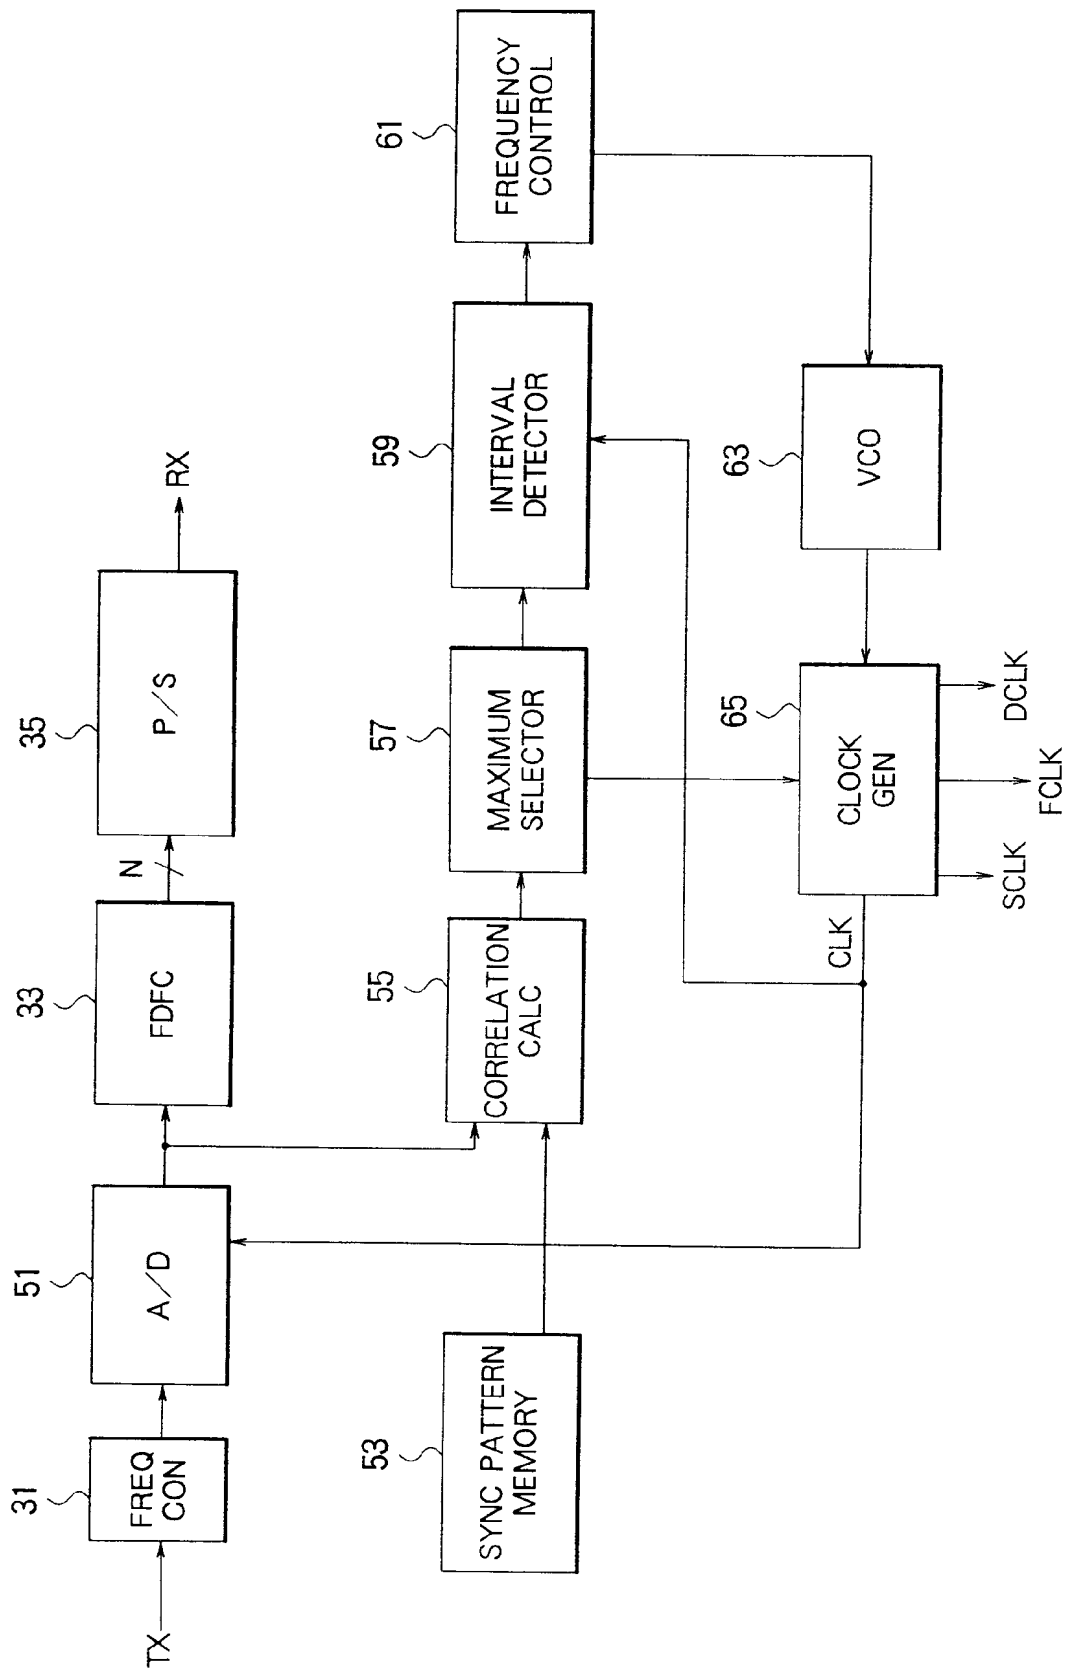 TX
31
FREQ
CON
51
A/D
33
FDFC
N
35
P/S
RX
53
SYNC PATTERN
MEMORY
55
CORRELATION
CALC
57
MAXIMUM
SELECTOR
59
INTERVAL
DETECTOR
61
FREQUENCY
CONTROL
CLK
65
CLOCK
GEN
63
VCO
SCLK
FCLK
DCLK